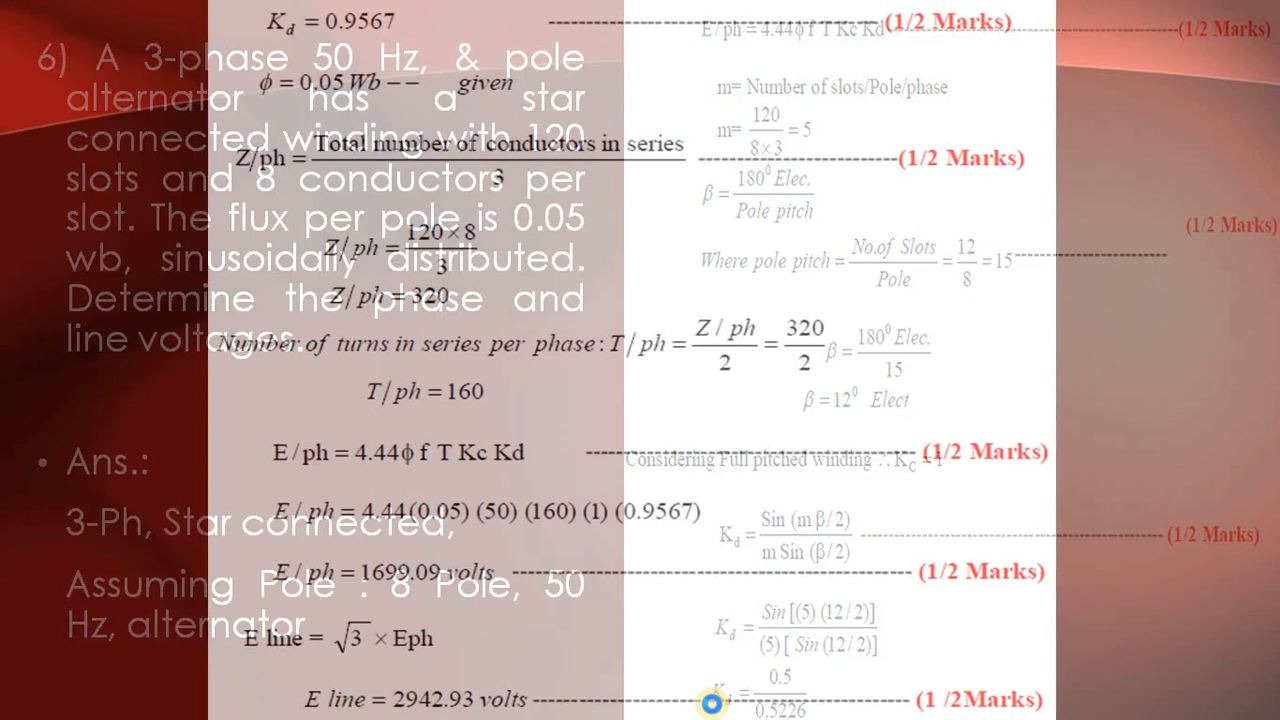 6) A 3-phase 50 Hz, & pole
alternator has a star
connected winding with 120
slots and 8 conductors per
slot. The flux per pole is 0.05
wb, sinusoidally distributed.
Determine the phase and
line voltages.
• Ans.:
3-Ph, Star connected,
Assuming Pole : 8 Pole, 50
Hz, alternator
K_d = 0.9567 (1/2 Marks)
ϕ = 0.05 Wb -- given
Z/ph = Total number of conductors in series / 3 (1/2 Marks)
Z/ph = 120×8 / 3
Z/ph = 320
Number of turns in series per phase: T/ph = Z/ph / 2 = 320 / 2
T/ph = 160
E/ph = 4.44ϕ f T Kc Kd (1/2 Marks)
E/ph = 4.44(0.05) (50) (160) (1) (0.9567)
E/ph = 1699.09 volts (1/2 Marks)
E line = √3 × Eph
E line = 2942.93 volts (1/2Marks)
E/ph = 4.44ϕ f T Kc Kd (1/2 Marks)
m= Number of slots/Pole/phase
m= 120 / 8×3 = 5
β = 180⁰ Elec. / Pole pitch (1/2 Marks)
Where pole pitch = No.of Slots / Pole = 12 / 8 = 15
β = 180⁰ Elec. / 15
β = 12⁰ Elect
Considering Full pitched winding ∴ K_C = 1
K_d = Sin (m β/2) / m Sin (β/2) (1/2 Marks)
K_d = Sin [(5) (12/2)] / (5) [ Sin (12/2)]
K_d = 0.5 / 0.5226